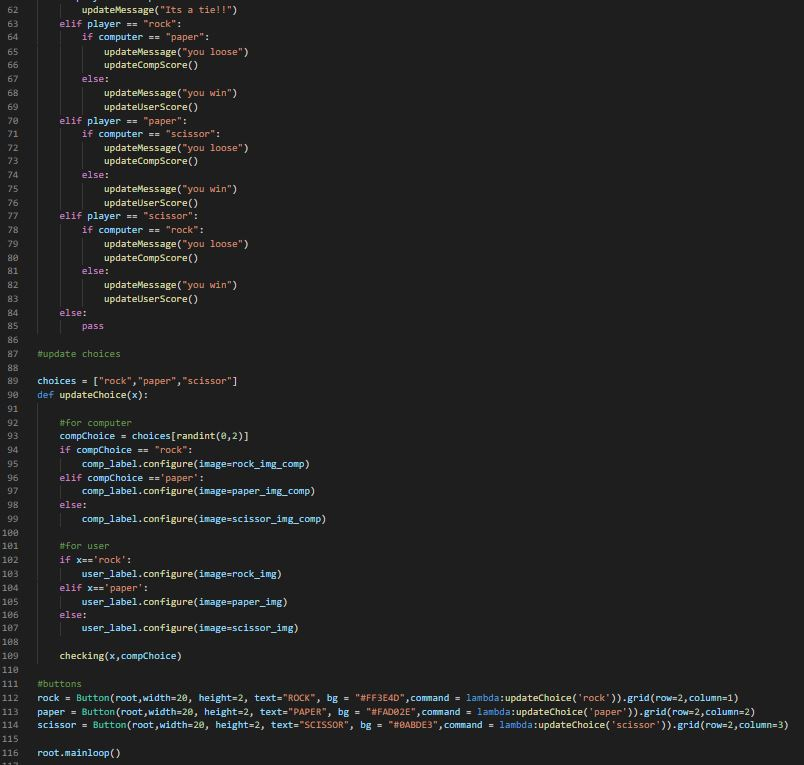 62 updateMessage("Its a tie!!")
63 elif player == "rock":
64 if computer == "paper":
65 updateMessage("you loose")
66 updateCompScore()
67 else:
68 updateMessage("you win")
69 updateUserScore()
70 elif player == "paper":
71 if computer == "scissor":
72 updateMessage("you loose")
73 updateCompScore()
74 else:
75 updateMessage("you win")
76 updateUserScore()
77 elif player == "scissor":
78 if computer == "rock":
79 updateMessage("you loose")
80 updateCompScore()
81 else:
82 updateMessage("you win")
83 updateUserScore()
84 else:
85 pass
86
87 #update choices
88
89 choices = ["rock","paper","scissor"]
90 def updateChoice(x):
91
92 #for computer
93 compChoice = choices[randint(0,2)]
94 if compChoice == "rock":
95 comp_label.configure(image=rock_img_comp)
96 elif compChoice =='paper':
97 comp_label.configure(image=paper_img_comp)
98 else:
99 comp_label.configure(image=scissor_img_comp)
100
101 #for user
102 if x=='rock':
103 user_label.configure(image=rock_img)
104 elif x=='paper':
105 user_label.configure(image=paper_img)
106 else:
107 user_label.configure(image=scissor_img)
108
109 checking(x,compChoice)
110
111 #buttons
112 rock = Button(root,width=20, height=2, text="ROCK", bg = "#FF3E4D",command = lambda:updateChoice('rock')).grid(row=2,column=1)
113 paper = Button(root,width=20, height=2, text="PAPER", bg = "#FAD02E",command = lambda:updateChoice('paper')).grid(row=2,column=2)
114 scissor = Button(root,width=20, height=2, text="SCISSOR", bg = "#0ABDE3",command = lambda:updateChoice('scissor')).grid(row=2,column=3)
115
116 root.mainloop()